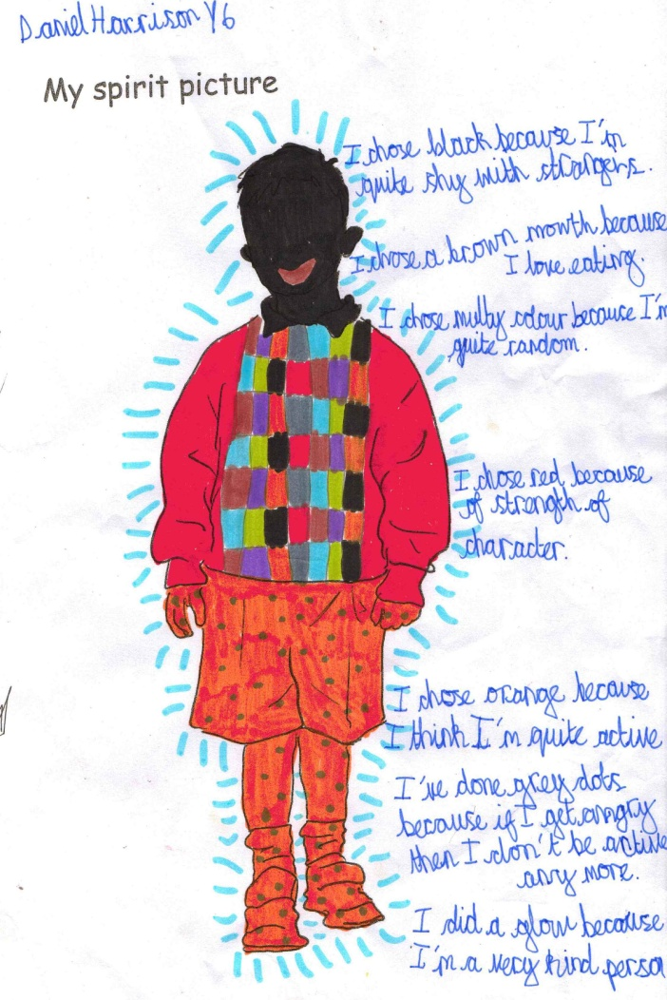 Daniel Harrison Y6
My spirit picture
I chose black because I'm
quite shy with strangers.
I chose a brown mowth because
I love eating.
I chose multy colour because I'm
quite random.
I chose red because
of strength of
character.
I chose orange because
I think I'm quite active
I've done grey dots
because if I get angry
then I don't be active
any more.
I did a glow because
I'm a very kind perso